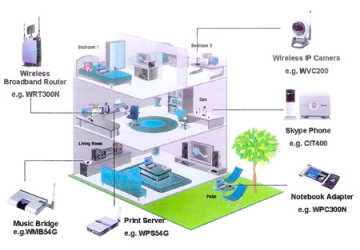 Bedroom 1
Bedroom 2
Wireless
Broadband Router
e.g. WRT300N
Wireless IP Camera
e.g. WVC200
Den
Skype Phone
e.g. CIT400
Living Room
Patio
Notebook Adapter
e.g. WPC300N
Music Bridge
e.g.WMB54G
Print Server
e.g. WPS54G